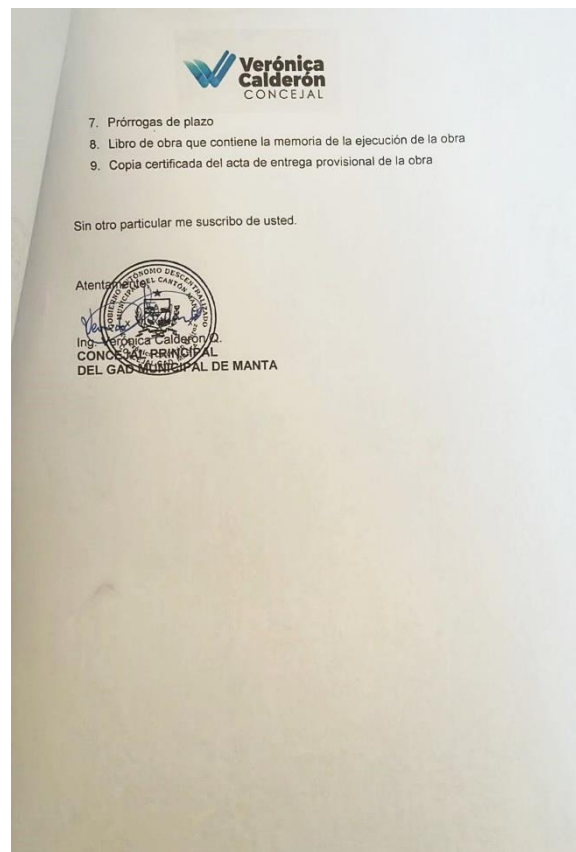 Verónica
Calderón
CONCEJAL
7. Prórrogas de plazo
8. Libro de obra que contiene la memoria de la ejecución de la obra
9. Copia certificada del acta de entrega provisional de la obra
Sin otro particular me suscribo de usted.
Atentamente,
Ing. Verónica Calderón Q.
CONCEJAL PRINCIPAL
DEL GAD MUNICIPAL DE MANTA